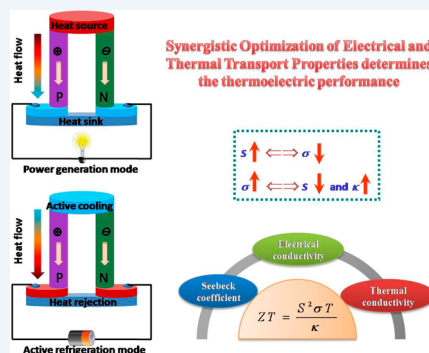 Heat source
Heat flow
⊕
⊖
P
N
Heat sink
Power generation mode
Active cooling
Heat flow
⊕
⊖
P
N
Heat rejection
Active refrigeration mode
Synergistic Optimization of Electrical and
Thermal Transport Properties determines
the thermoelectric performance
S ↑ ⟺ σ ↓
σ ↑ ⟺ S ↓ and κ ↑
Electrical
conductivity
Seebeck
coefficient
Thermal
conductivity
ZT = S²σT / κ